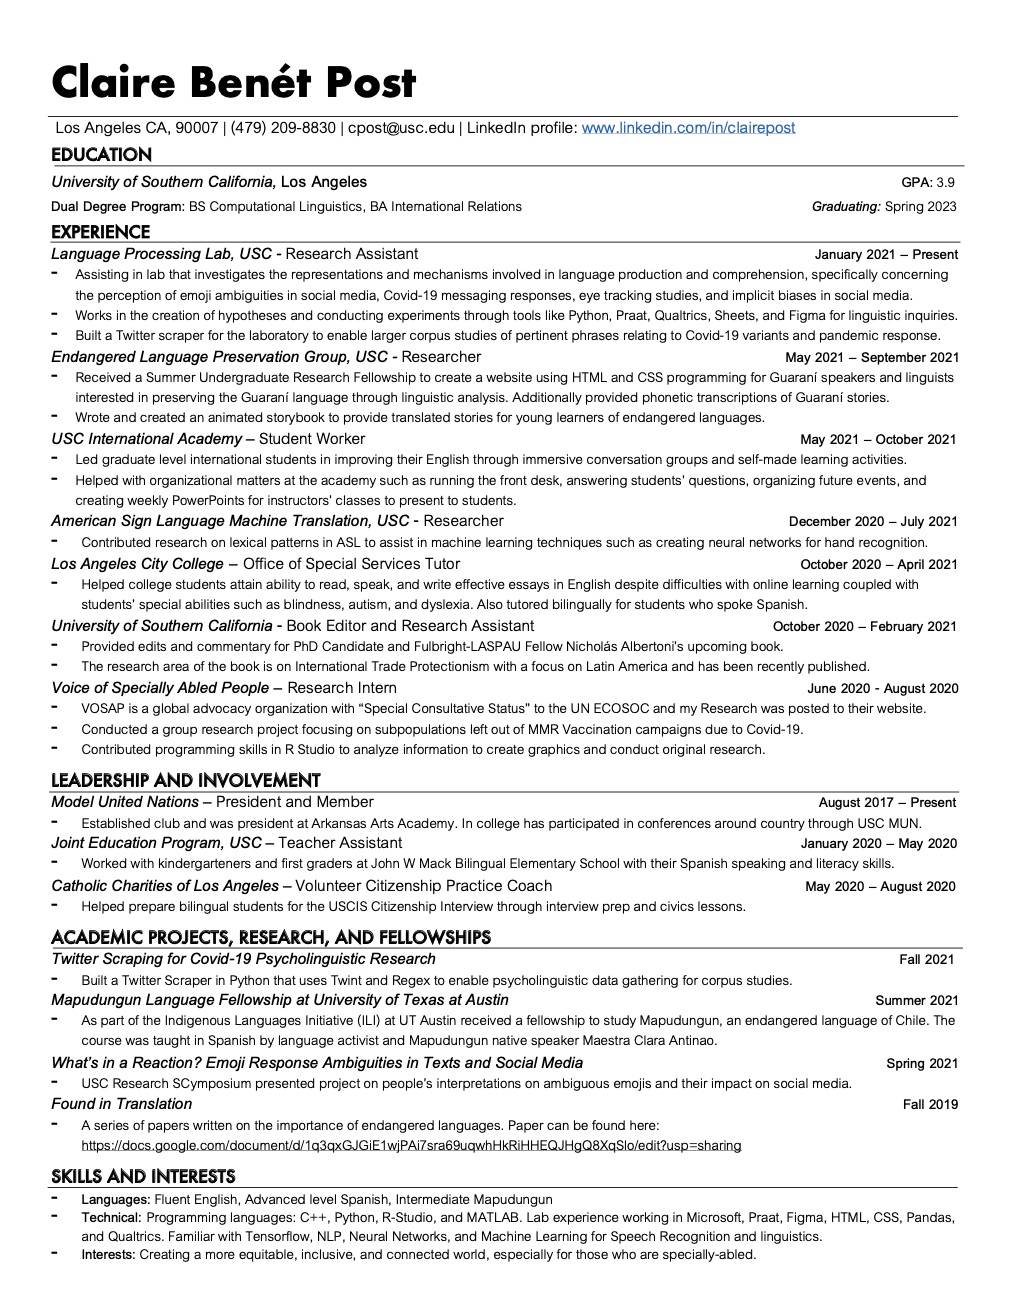 Claire Benét Post
Los Angeles CA, 90007 | (479) 209-8830 | cpost@usc.edu | LinkedIn profile: www.linkedin.com/in/clairepost
EDUCATION
University of Southern California, Los Angeles GPA: 3.9
Dual Degree Program: BS Computational Linguistics, BA International Relations Graduating: Spring 2023
EXPERIENCE
Language Processing Lab, USC - Research Assistant January 2021 – Present
- Assisting in lab that investigates the representations and mechanisms involved in language production and comprehension, specifically concerning
the perception of emoji ambiguities in social media, Covid-19 messaging responses, eye tracking studies, and implicit biases in social media.
- Works in the creation of hypotheses and conducting experiments through tools like Python, Praat, Qualtrics, Sheets, and Figma for linguistic inquiries.
- Built a Twitter scraper for the laboratory to enable larger corpus studies of pertinent phrases relating to Covid-19 variants and pandemic response.
Endangered Language Preservation Group, USC - Researcher May 2021 – September 2021
- Received a Summer Undergraduate Research Fellowship to create a website using HTML and CSS programming for Guaraní speakers and linguists
interested in preserving the Guaraní language through linguistic analysis. Additionally provided phonetic transcriptions of Guaraní stories.
- Wrote and created an animated storybook to provide translated stories for young learners of endangered languages.
USC International Academy – Student Worker May 2021 – October 2021
- Led graduate level international students in improving their English through immersive conversation groups and self-made learning activities.
- Helped with organizational matters at the academy such as running the front desk, answering students' questions, organizing future events, and
creating weekly PowerPoints for instructors' classes to present to students.
American Sign Language Machine Translation, USC - Researcher December 2020 – July 2021
- Contributed research on lexical patterns in ASL to assist in machine learning techniques such as creating neural networks for hand recognition.
Los Angeles City College – Office of Special Services Tutor October 2020 – April 2021
- Helped college students attain ability to read, speak, and write effective essays in English despite difficulties with online learning coupled with
students' special abilities such as blindness, autism, and dyslexia. Also tutored bilingually for students who spoke Spanish.
University of Southern California - Book Editor and Research Assistant October 2020 – February 2021
- Provided edits and commentary for PhD Candidate and Fulbright-LASPAU Fellow Nicholás Albertoni's upcoming book.
- The research area of the book is on International Trade Protectionism with a focus on Latin America and has been recently published.
Voice of Specially Abled People – Research Intern June 2020 - August 2020
- VOSAP is a global advocacy organization with “Special Consultative Status” to the UN ECOSOC and my Research was posted to their website.
- Conducted a group research project focusing on subpopulations left out of MMR Vaccination campaigns due to Covid-19.
- Contributed programming skills in R Studio to analyze information to create graphics and conduct original research.
LEADERSHIP AND INVOLVEMENT
Model United Nations – President and Member August 2017 – Present
- Established club and was president at Arkansas Arts Academy. In college has participated in conferences around country through USC MUN.
Joint Education Program, USC – Teacher Assistant January 2020 – May 2020
- Worked with kindergarteners and first graders at John W Mack Bilingual Elementary School with their Spanish speaking and literacy skills.
Catholic Charities of Los Angeles – Volunteer Citizenship Practice Coach May 2020 – August 2020
- Helped prepare bilingual students for the USCIS Citizenship Interview through interview prep and civics lessons.
ACADEMIC PROJECTS, RESEARCH, AND FELLOWSHIPS
Twitter Scraping for Covid-19 Psycholinguistic Research Fall 2021
- Built a Twitter Scraper in Python that uses Twint and Regex to enable psycholinguistic data gathering for corpus studies.
Mapudungun Language Fellowship at University of Texas at Austin Summer 2021
- As part of the Indigenous Languages Initiative (ILI) at UT Austin received a fellowship to study Mapudungun, an endangered language of Chile. The
course was taught in Spanish by language activist and Mapudungun native speaker Maestra Clara Antinao.
What's in a Reaction? Emoji Response Ambiguities in Texts and Social Media Spring 2021
- USC Research SCymposium presented project on people's interpretations on ambiguous emojis and their impact on social media.
Found in Translation Fall 2019
- A series of papers written on the importance of endangered languages. Paper can be found here:
https://docs.google.com/document/d/1q3qxGJGiE1wjPAi7sra69uqwhHkRiHHEQJHgQ8XqSlo/edit?usp=sharing
SKILLS AND INTERESTS
- Languages: Fluent English, Advanced level Spanish, Intermediate Mapudungun
- Technical: Programming languages: C++, Python, R-Studio, and MATLAB. Lab experience working in Microsoft, Praat, Figma, HTML, CSS, Pandas,
and Qualtrics. Familiar with Tensorflow, NLP, Neural Networks, and Machine Learning for Speech Recognition and linguistics.
- Interests: Creating a more equitable, inclusive, and connected world, especially for those who are specially-abled.